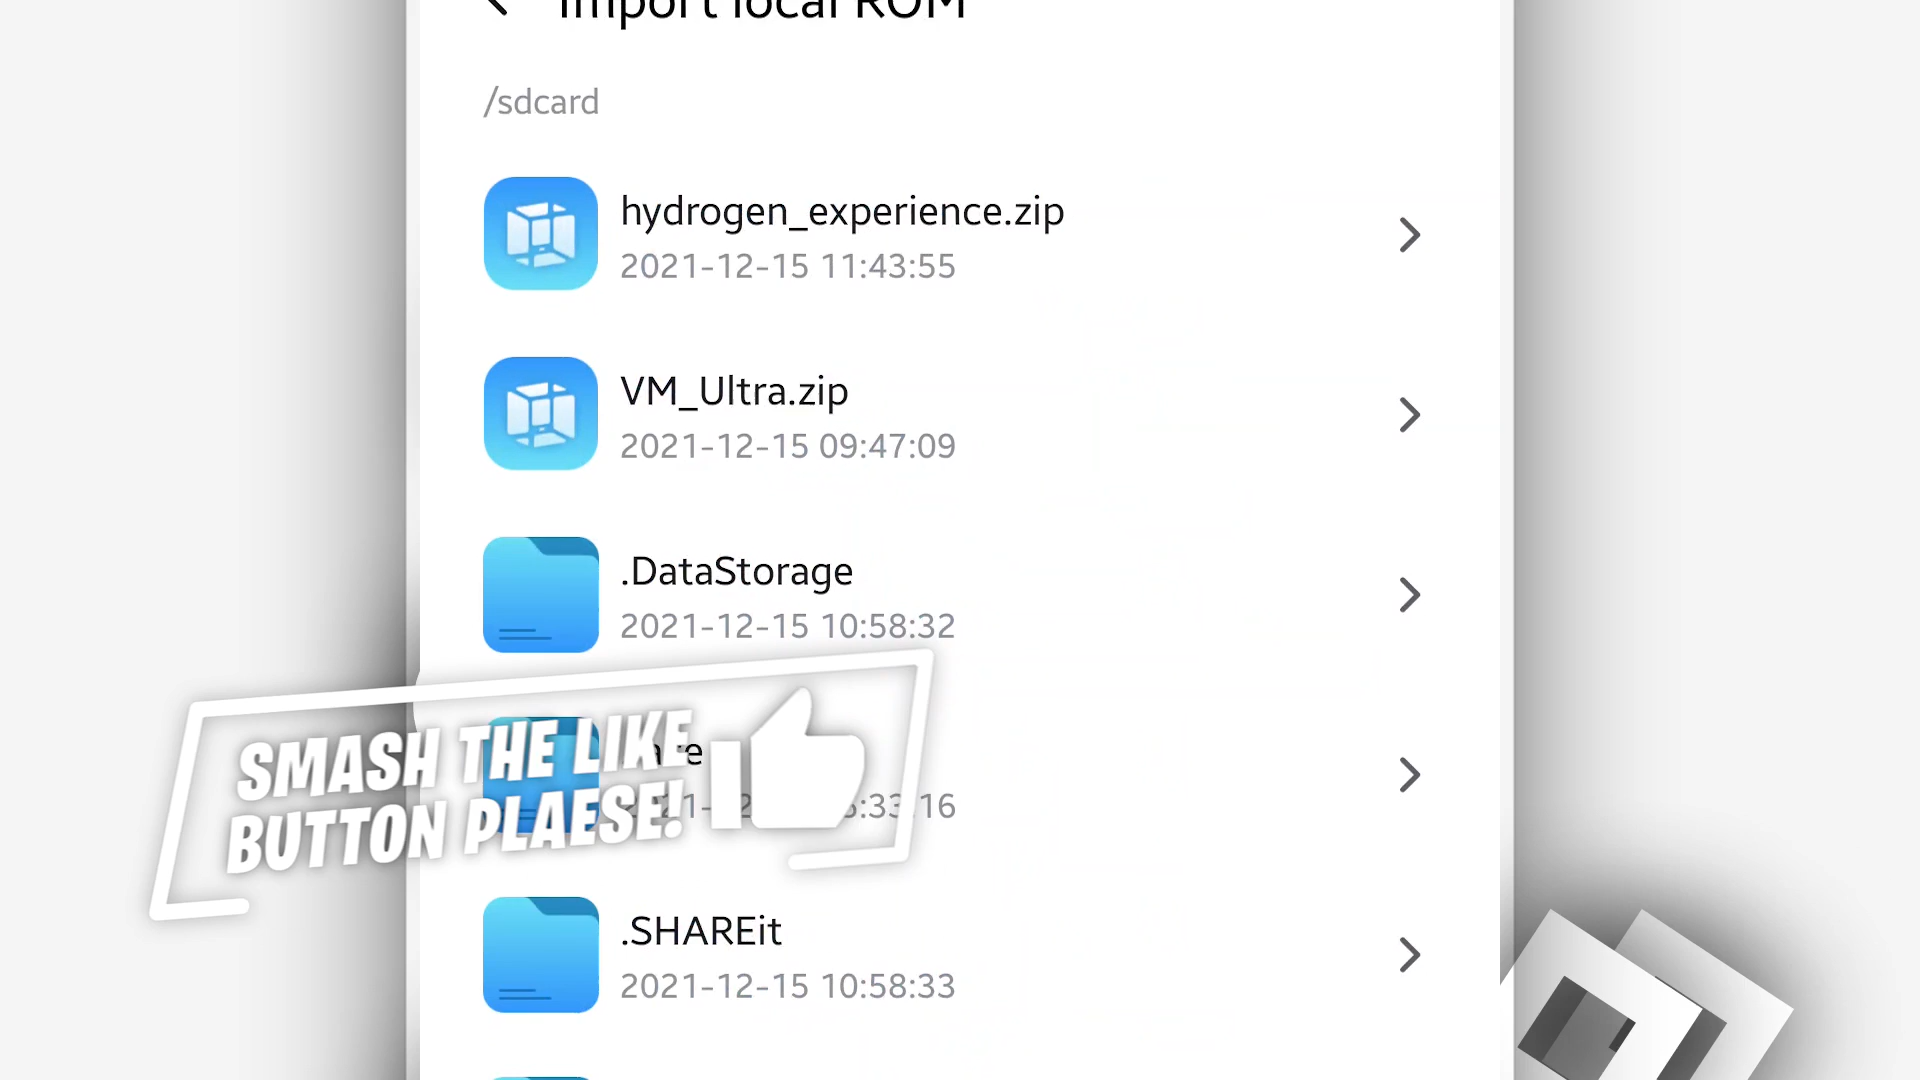 Import local ROM
/sdcard
hydrogen_experience.zip
2021-12-15 11:43:55
VM_Ultra.zip
2021-12-15 09:47:09
.DataStorage
2021-12-15 10:58:32
SMASH THE LIKE
BUTTON PLAESE!
.SHAREit
2021-12-15 10:58:33